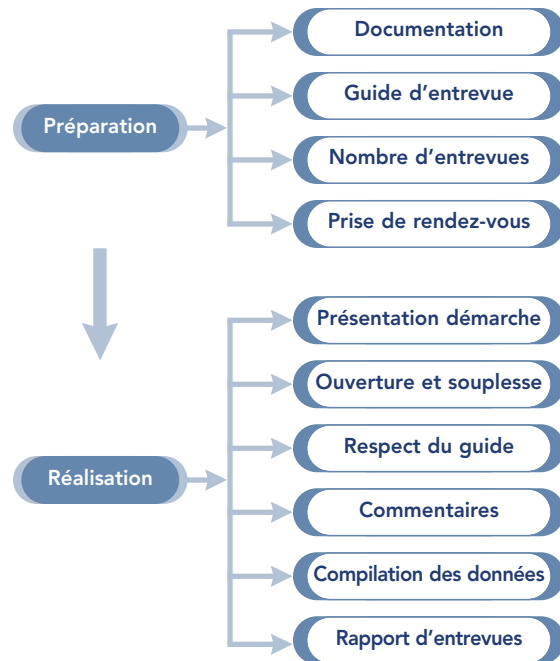 Préparation
Documentation
Guide d'entrevue
Nombre d'entrevues
Prise de rendez-vous
Réalisation
Présentation démarche
Ouverture et souplesse
Respect du guide
Commentaires
Compilation des données
Rapport d'entrevues